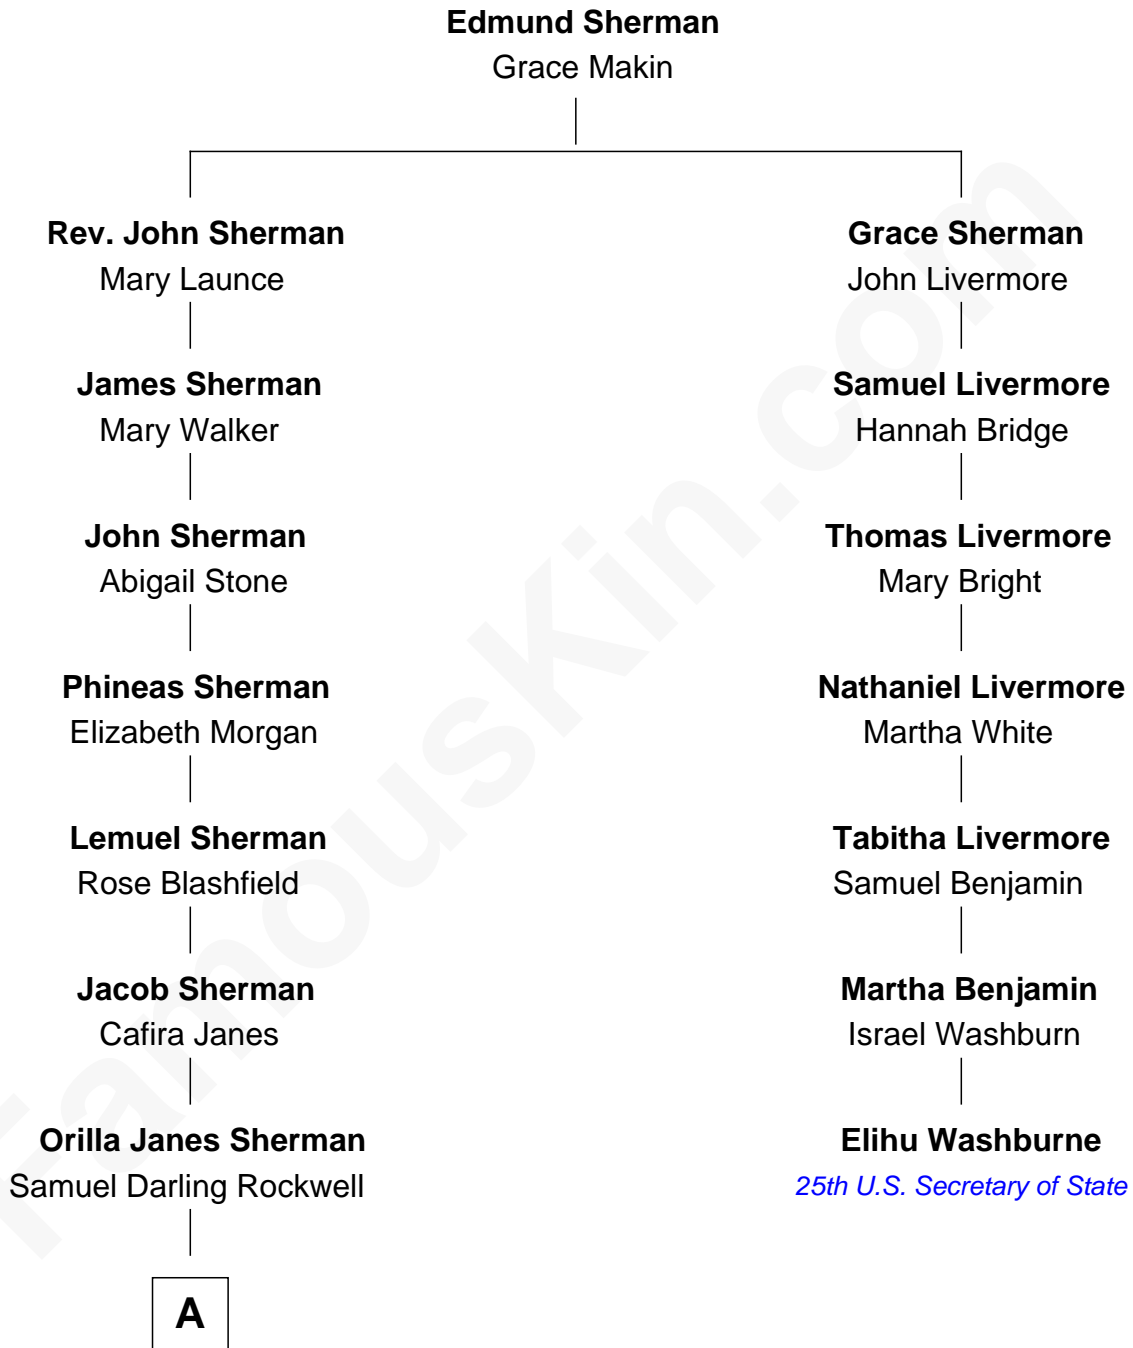 Edmund Sherman
Grace Makin
Rev. John Sherman
Mary Launce
Grace Sherman
John Livermore
James Sherman
Mary Walker
Samuel Livermore
Hannah Bridge
John Sherman
Abigail Stone
Thomas Livermore
Mary Bright
Phineas Sherman
Elizabeth Morgan
Nathaniel Livermore
Martha White
Lemuel Sherman
Rose Blashfield
Tabitha Livermore
Samuel Benjamin
Jacob Sherman
Cafira Janes
Martha Benjamin
Israel Washburn
Orilla Janes Sherman
Samuel Darling Rockwell
Elihu Washburne
25th U.S. Secretary of State
A
FamousKin.com